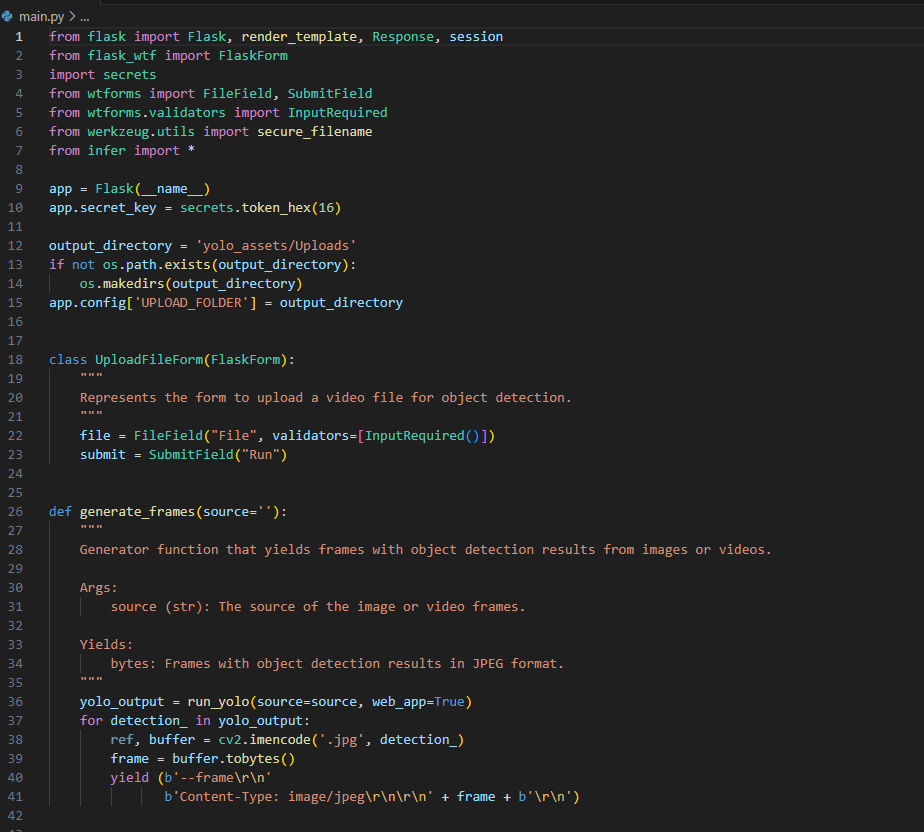 main.py > ...
1 from flask import Flask, render_template, Response, session
2 from flask_wtf import FlaskForm
3 import secrets
4 from wtforms import FileField, SubmitField
5 from wtforms.validators import InputRequired
6 from werkzeug.utils import secure_filename
7 from infer import *
8
9 app = Flask(__name__)
10 app.secret_key = secrets.token_hex(16)
11
12 output_directory = 'yolo_assets/Uploads'
13 if not os.path.exists(output_directory):
14     os.makedirs(output_directory)
15 app.config['UPLOAD_FOLDER'] = output_directory
16
17
18 class UploadFileForm(FlaskForm):
19     """
20     Represents the form to upload a video file for object detection.
21     """
22     file = FileField("File", validators=[InputRequired()])
23     submit = SubmitField("Run")
24
25
26 def generate_frames(source=''):
27     """
28     Generator function that yields frames with object detection results from images or videos.
29
30     Args:
31         source (str): The source of the image or video frames.
32
33     Yields:
34         bytes: Frames with object detection results in JPEG format.
35     """
36     yolo_output = run_yolo(source=source, web_app=True)
37     for detection_ in yolo_output:
38         ref, buffer = cv2.imencode('.jpg', detection_)
39         frame = buffer.tobytes()
40         yield (b'--frame\r\n'
41                b'Content-Type: image/jpeg\r\n\r\n' + frame + b'\r\n')
42